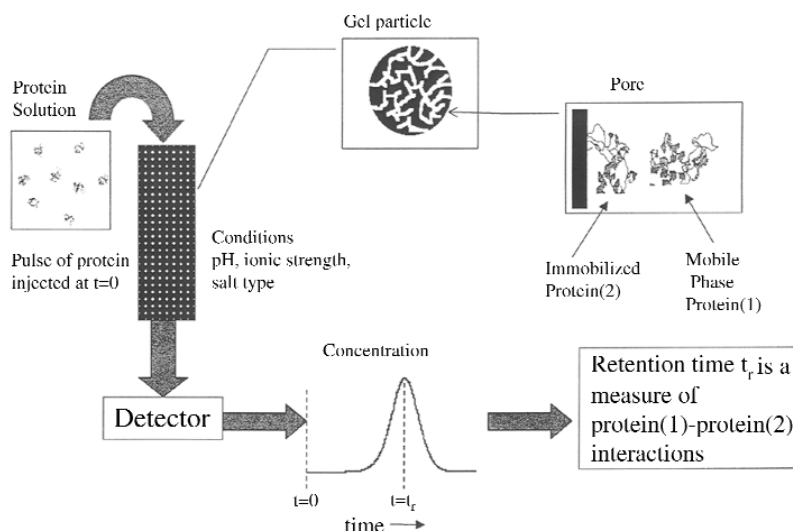 Gel particle
Protein
Solution
Pore
Pulse of protein
injected at t=0
Conditions
pH, ionic strength,
salt type
Immobilized
Protein(2)
Mobile
Phase
Protein(1)
Concentration
Detector
Retention time tr is a
measure of
protein(1)-protein(2)
interactions
t=0
t=tr
time